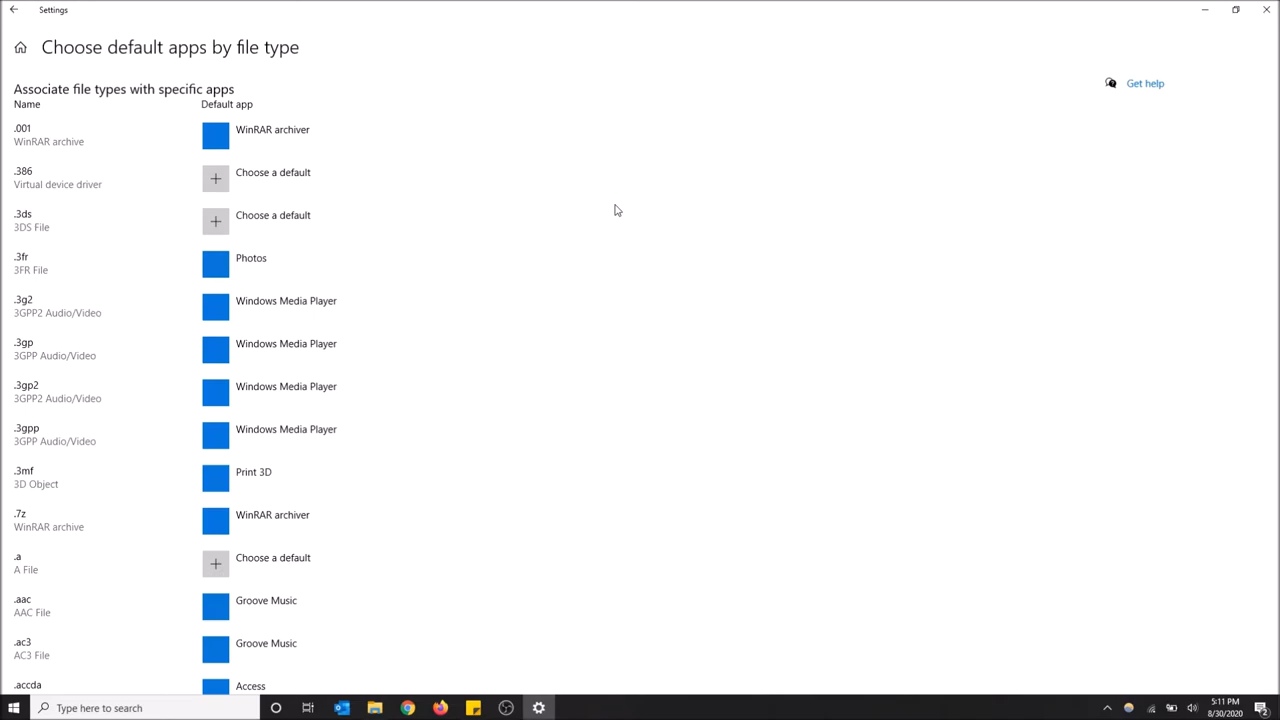 Settings
Choose default apps by file type
Associate file types with specific apps
Get help
Name Default app
.001 WinRAR archiver
WinRAR archive
.386 Choose a default
Virtual device driver
.3ds Choose a default
3DS File
.3fr Photos
3FR File
.3g2 Windows Media Player
3GPP2 Audio/Video
.3gp Windows Media Player
3GPP Audio/Video
.3gp2 Windows Media Player
3GPP2 Audio/Video
.3gpp Windows Media Player
3GPP Audio/Video
.3mf Print 3D
3D Object
.7z WinRAR archiver
WinRAR archive
.a Choose a default
A File
.aac Groove Music
AAC File
.ac3 Groove Music
AC3 File
.accda Access
Type here to search
5:11 PM
8/30/2020
2